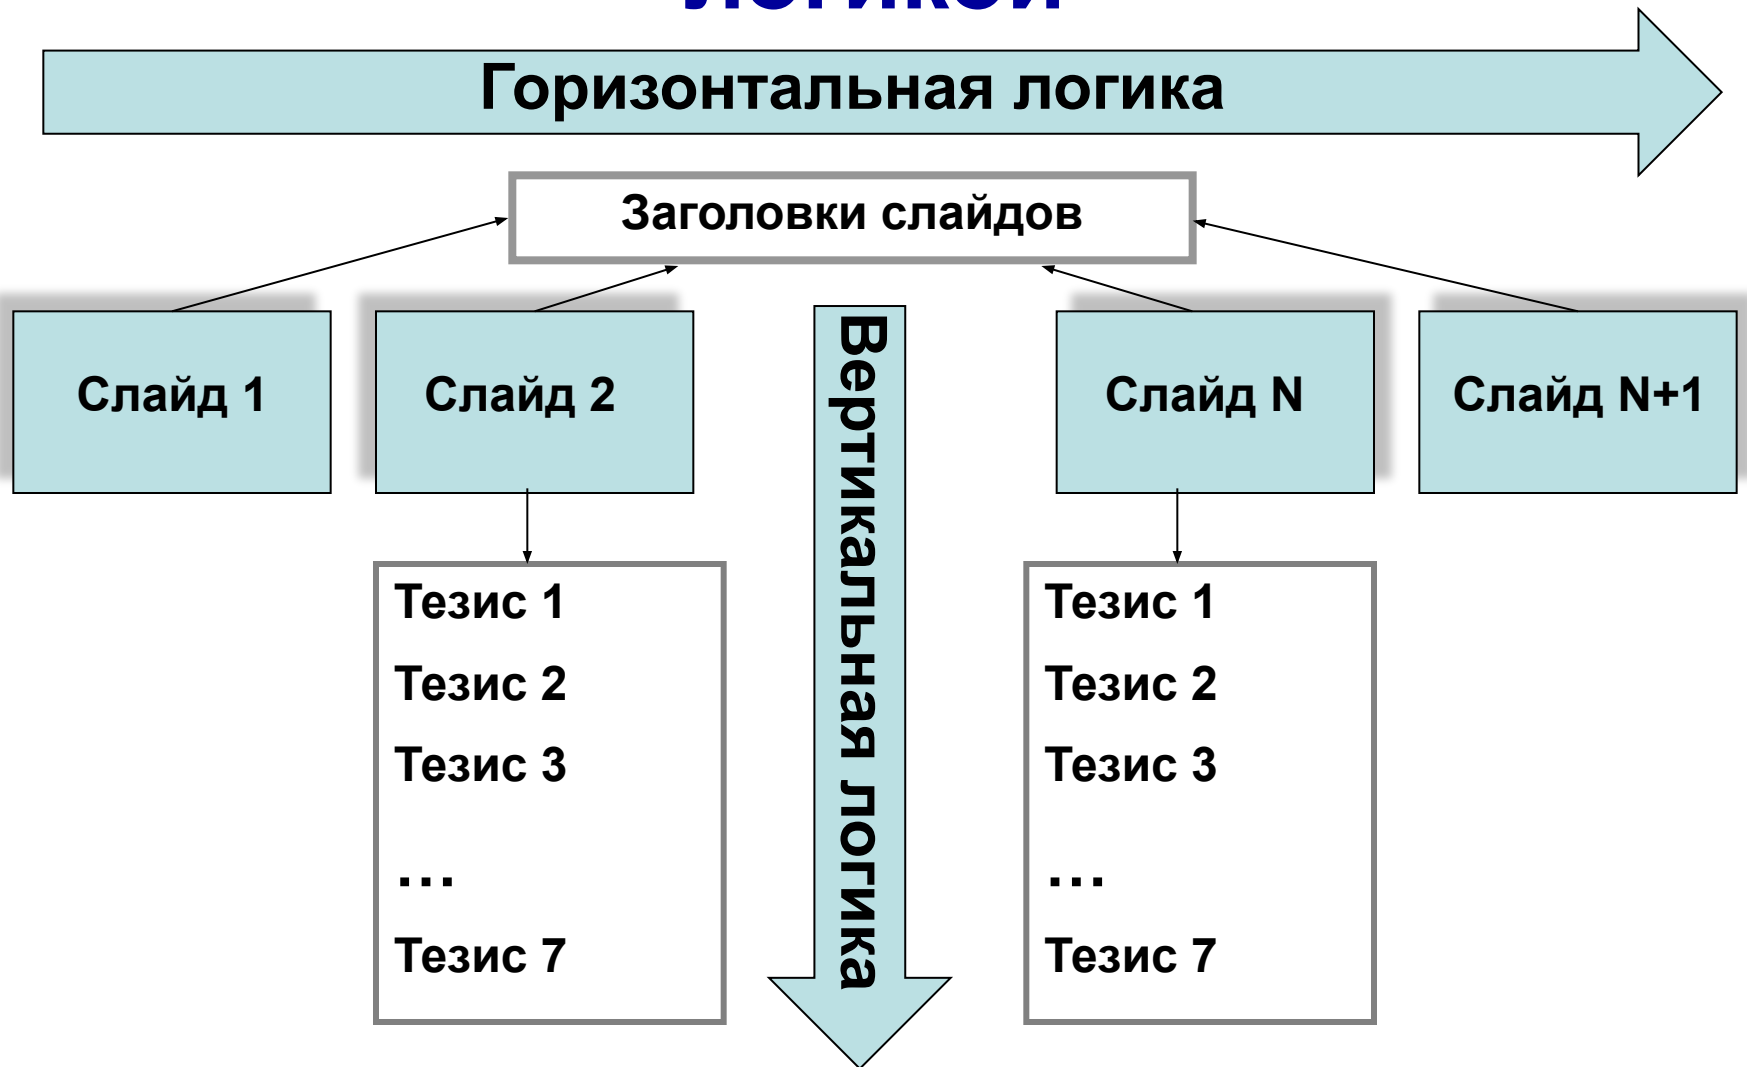 Горизонтальная логика
Заголовки слайдов
Слайд 1
Слайд 2
Слайд N
Слайд N+1
Вертикальная логика
Тезис 1
Тезис 2
Тезис 3
...
Тезис 7
Тезис 1
Тезис 2
Тезис 3
...
Тезис 7